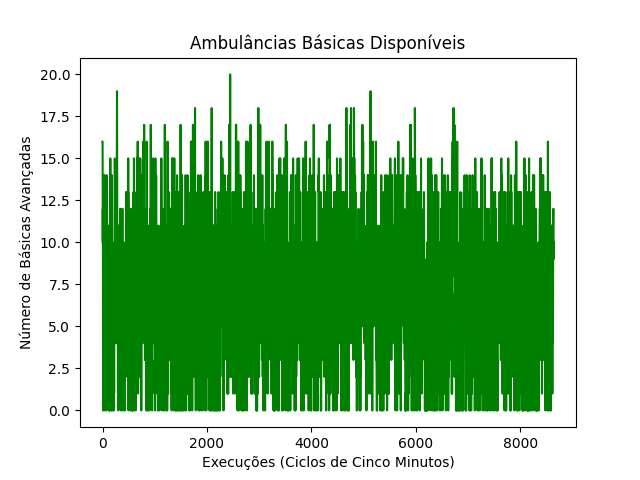 Ambulâncias Básicas Disponíveis
20.0
17.5
15.0
12.5
10.0
7.5
5.0
2.5
0.0
Número de Básicas Avançadas
0 2000 4000 6000 8000
Execuções (Ciclos de Cinco Minutos)